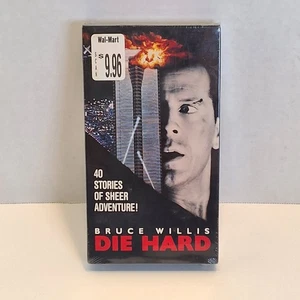 Wal-Mart
$9.96
40
STORIES
OF SHEER
ADVENTURE!
BRUCE WILLIS
DIE HARD